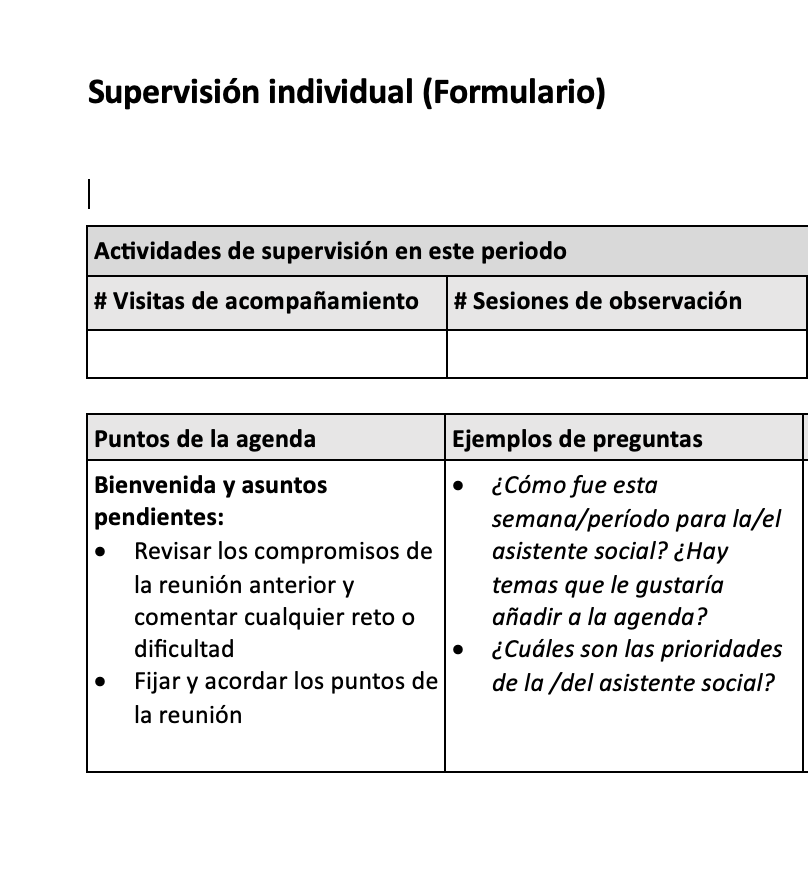 Supervisión individual (Formulario)
Actividades de supervisión en este periodo
# Visitas de acompañamiento
# Sesiones de observación
Puntos de la agenda
Ejemplos de preguntas
Bienvenida y asuntos
pendientes:
• Revisar los compromisos de
la reunión anterior y
comentar cualquier reto o
dificultad
• Fijar y acordar los puntos de
la reunión
• ¿Cómo fue esta
semana/período para la/el
asistente social? ¿Hay
temas que le gustaría
añadir a la agenda?
• ¿Cuáles son las prioridades
de la /del asistente social?